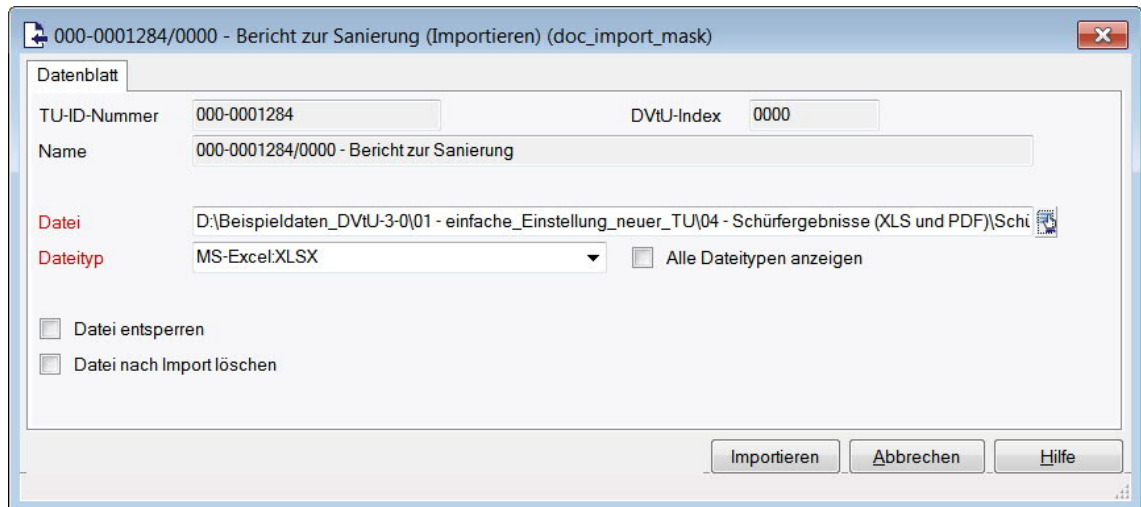 000-0001284/0000 - Bericht zur Sanierung (Importieren) (doc_import_mask)
Datenblatt
TU-ID-Nummer 000-0001284 DVtU-Index 0000
Name 000-0001284/0000 - Bericht zur Sanierung
Datei D:\Beispieldaten_DVtU-3-0\01 - einfache_Einstellung_neuer_TU\04 - Schürfergebnisse (XLS und PDF)\Schü
Dateityp MS-Excel:XLSX Alle Dateitypen anzeigen
Datei entsperren
Datei nach Import löschen
Importieren Abbrechen Hilfe